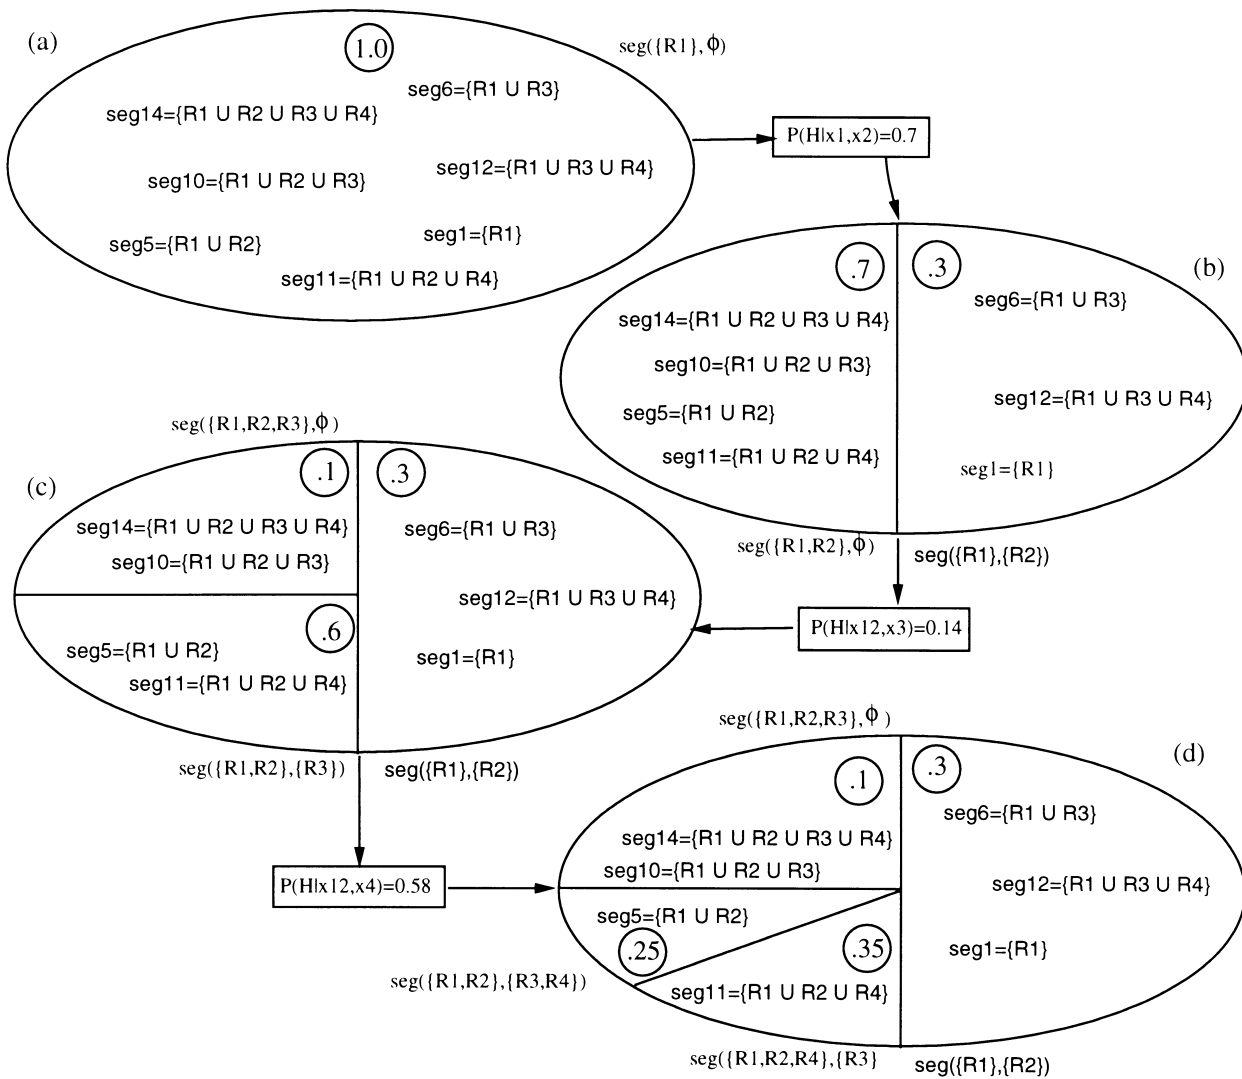 (a)
1.0
seg({R1},ϕ)
seg6={R1 U R3}
seg14={R1 U R2 U R3 U R4}
seg12={R1 U R3 U R4}
seg10={R1 U R2 U R3}
seg1={R1}
seg5={R1 U R2}
seg11={R1 U R2 U R4}
P(H|x1,x2)=0.7
(b)
.7
.3
seg6={R1 U R3}
seg14={R1 U R2 U R3 U R4}
seg10={R1 U R2 U R3}
seg12={R1 U R3 U R4}
seg5={R1 U R2}
seg11={R1 U R2 U R4}
seg1={R1}
seg({R1,R2},ϕ)
seg({R1},{R2})
P(H|x12,x3)=0.14
seg({R1,R2,R3},ϕ)
(c)
.1
.3
seg14={R1 U R2 U R3 U R4}
seg6={R1 U R3}
seg10={R1 U R2 U R3}
seg12={R1 U R3 U R4}
.6
seg5={R1 U R2}
seg1={R1}
seg11={R1 U R2 U R4}
seg({R1,R2},{R3})
seg({R1},{R2})
P(H|x12,x4)=0.58
seg({R1,R2,R3},ϕ)
(d)
.1
.3
seg6={R1 U R3}
seg14={R1 U R2 U R3 U R4}
seg10={R1 U R2 U R3}
seg12={R1 U R3 U R4}
seg5={R1 U R2}
.25
.35
seg1={R1}
seg({R1,R2},{R3,R4})
seg11={R1 U R2 U R4}
seg({R1,R2,R4},{R3}
seg({R1},{R2})